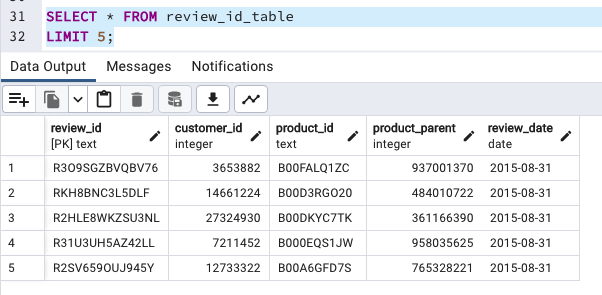 31 SELECT * FROM review_id_table
32 LIMIT 5;
Data Output Messages Notifications
review_id customer_id product_id product_parent review_date
[PK] text integer text integer date
1 R3O9SGZBVQBV76 3653882 B00FALQ1ZC 937001370 2015-08-31
2 RKH8BNC3L5DLF 14661224 B00D3RGO20 484010722 2015-08-31
3 R2HLE8WKZSU3NL 27324930 B00DKYC7TK 361166390 2015-08-31
4 R31U3UH5AZ42LL 7211452 B000EQS1JW 958035625 2015-08-31
5 R2SV659OUJ945Y 12733322 B00A6GFD7S 765328221 2015-08-31